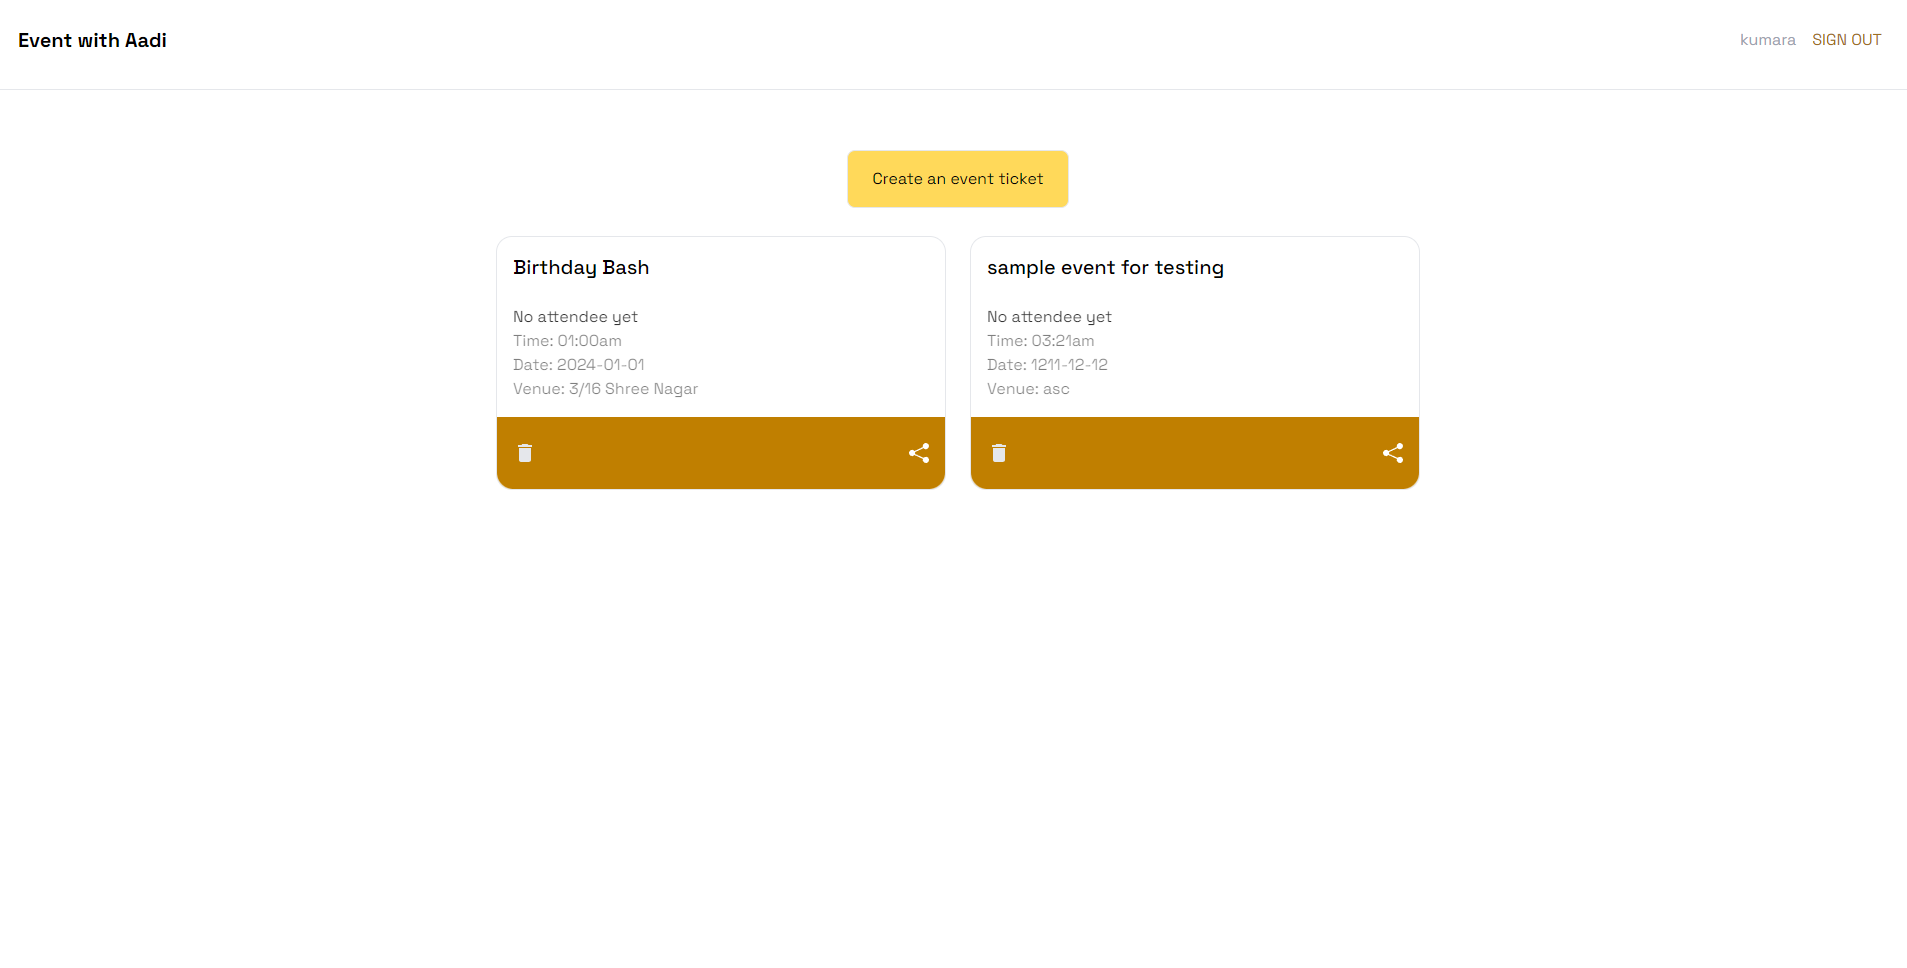 Event with Aadi
kumara SIGN OUT
Create an event ticket
Birthday Bash
No attendee yet
Time: 01:00am
Date: 2024-01-01
Venue: 3/16 Shree Nagar
sample event for testing
No attendee yet
Time: 03:21am
Date: 1211-12-12
Venue: asc